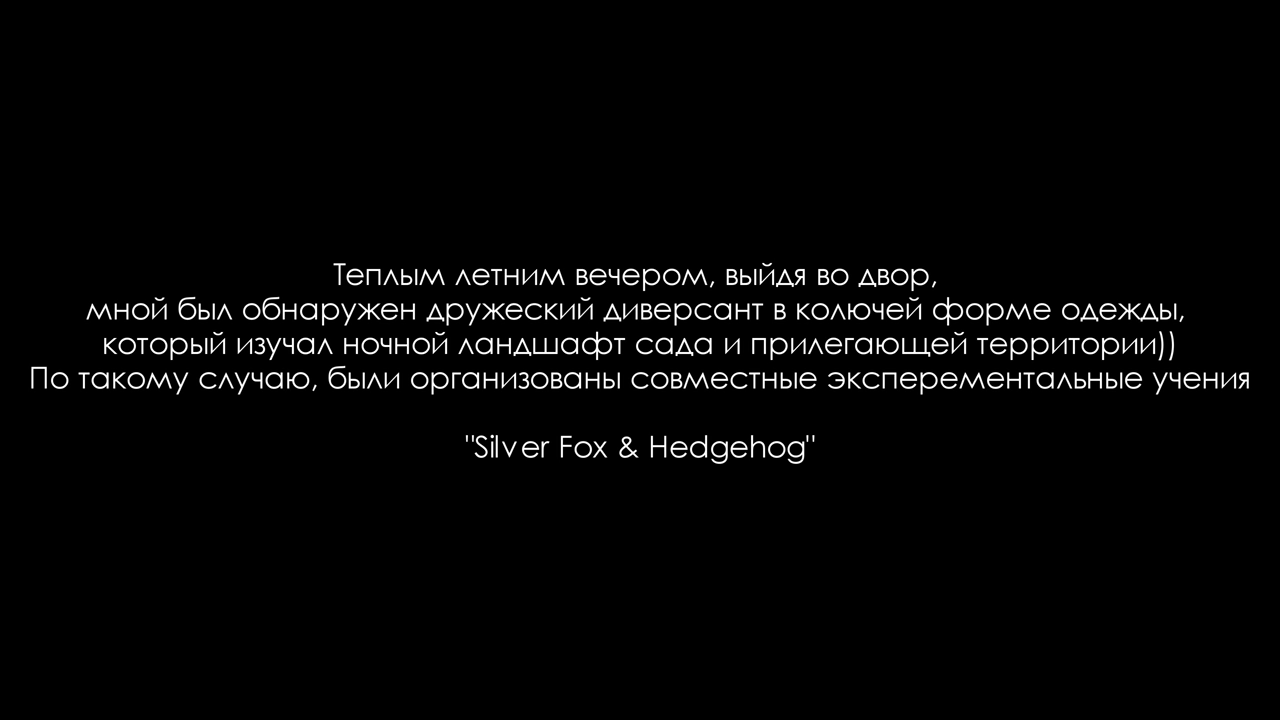 Теплым летним вечером, выйдя во двор,
мной был обнаружен дружеский диверсант в колючей форме одежды,
который изучал ночной ландшафт сада и прилегающей территории))
По такому случаю, были организованы совместные эксперементальные учения
"Silver Fox & Hedgehog"